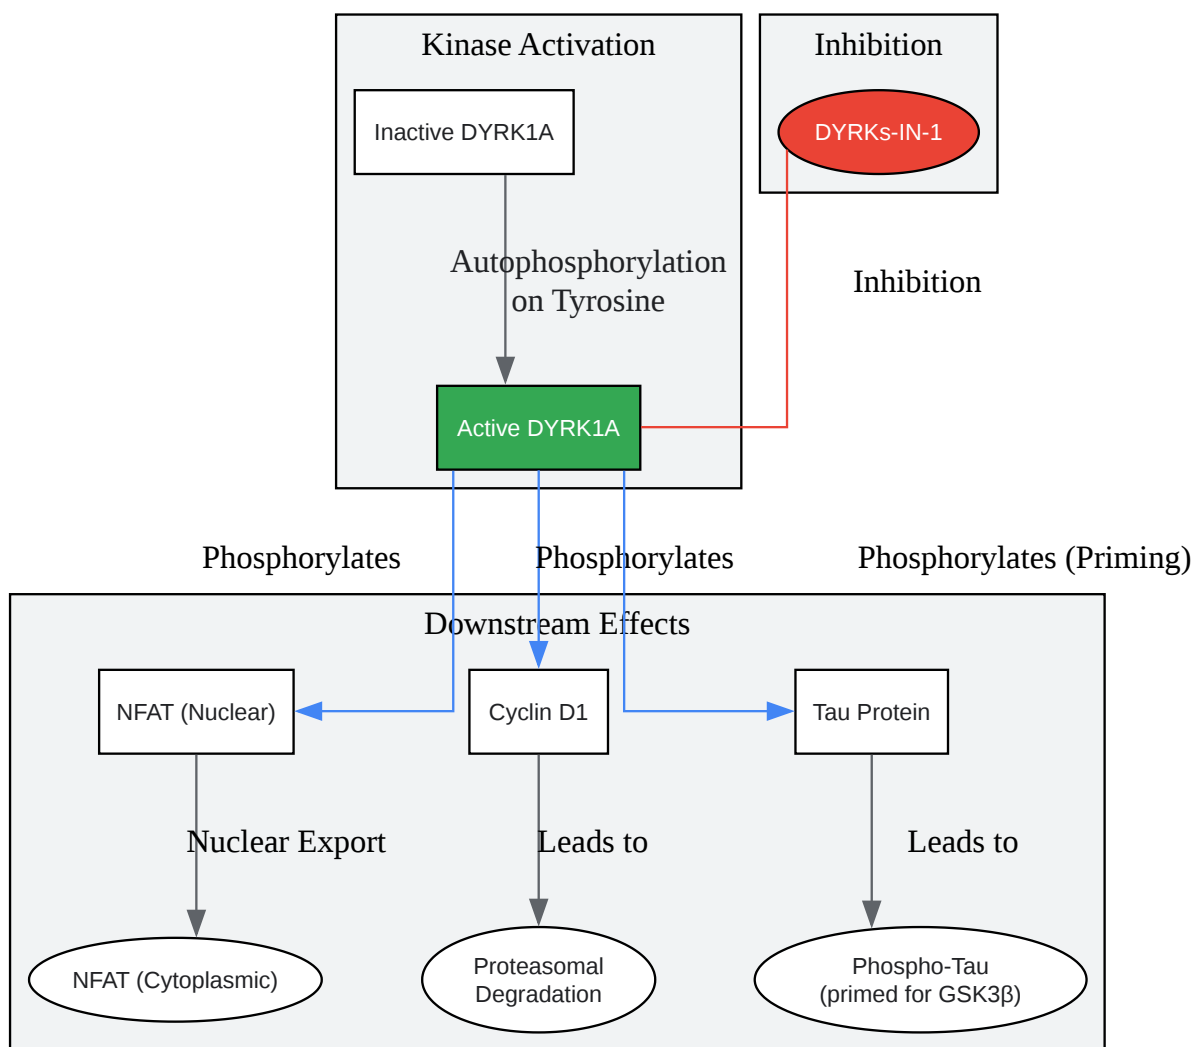 Kinase Activation
Inhibition
Inactive DYRK1A
DYRKs-IN-1
Autophosphorylation
on Tyrosine
Inhibition
Active DYRK1A
Phosphorylates
Phosphorylates
Phosphorylates (Priming)
Downstream Effects
NFAT (Nuclear)
Cyclin D1
Tau Protein
Nuclear Export
Leads to
Leads to
NFAT (Cytoplasmic)
Proteasomal
Degradation
Phospho-Tau
(primed for GSK3β)